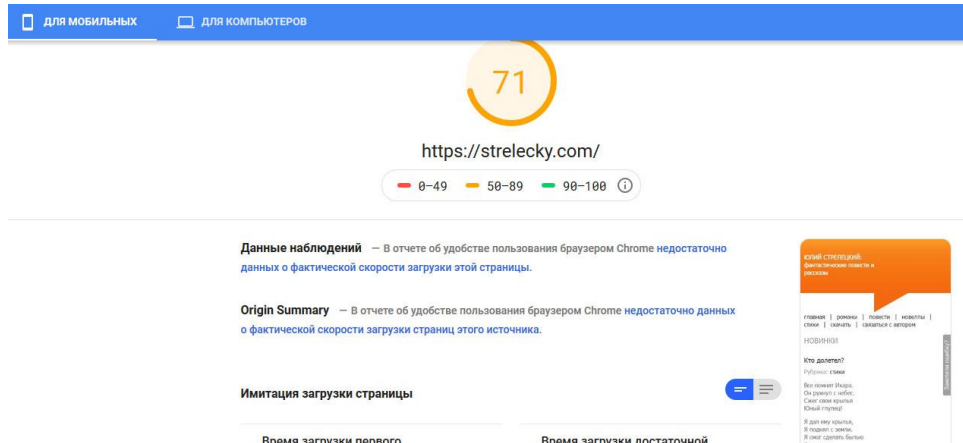 ДЛЯ МОБИЛЬНЫХ
ДЛЯ КОМПЬЮТЕРОВ
71
https://strelecky.com/
0–49 50–89 90–100
Данные наблюдений — В отчете об удобстве пользования браузером Chrome недостаточно
данных о фактической скорости загрузки этой страницы.
Origin Summary — В отчете об удобстве пользования браузером Chrome недостаточно данных
о фактической скорости загрузки страниц этого источника.
Имитация загрузки страницы
Время загрузки первого
Время загрузки достаточной
ЮЛИЙ СТРЕЛЕЦКИЙ:
фантастические повести и
рассказы
главная | романы | повести | новеллы |
стихи | скачать | связаться с автором
НОВИНКИ
Кто долетел?
Рубрика: стихи
Все помнят Икара.
Он рухнул с небес.
Сжег свои крылья
Юный глупец!
Я дал ему крылья,
Я поднял с земли.
Я смог сделать былью